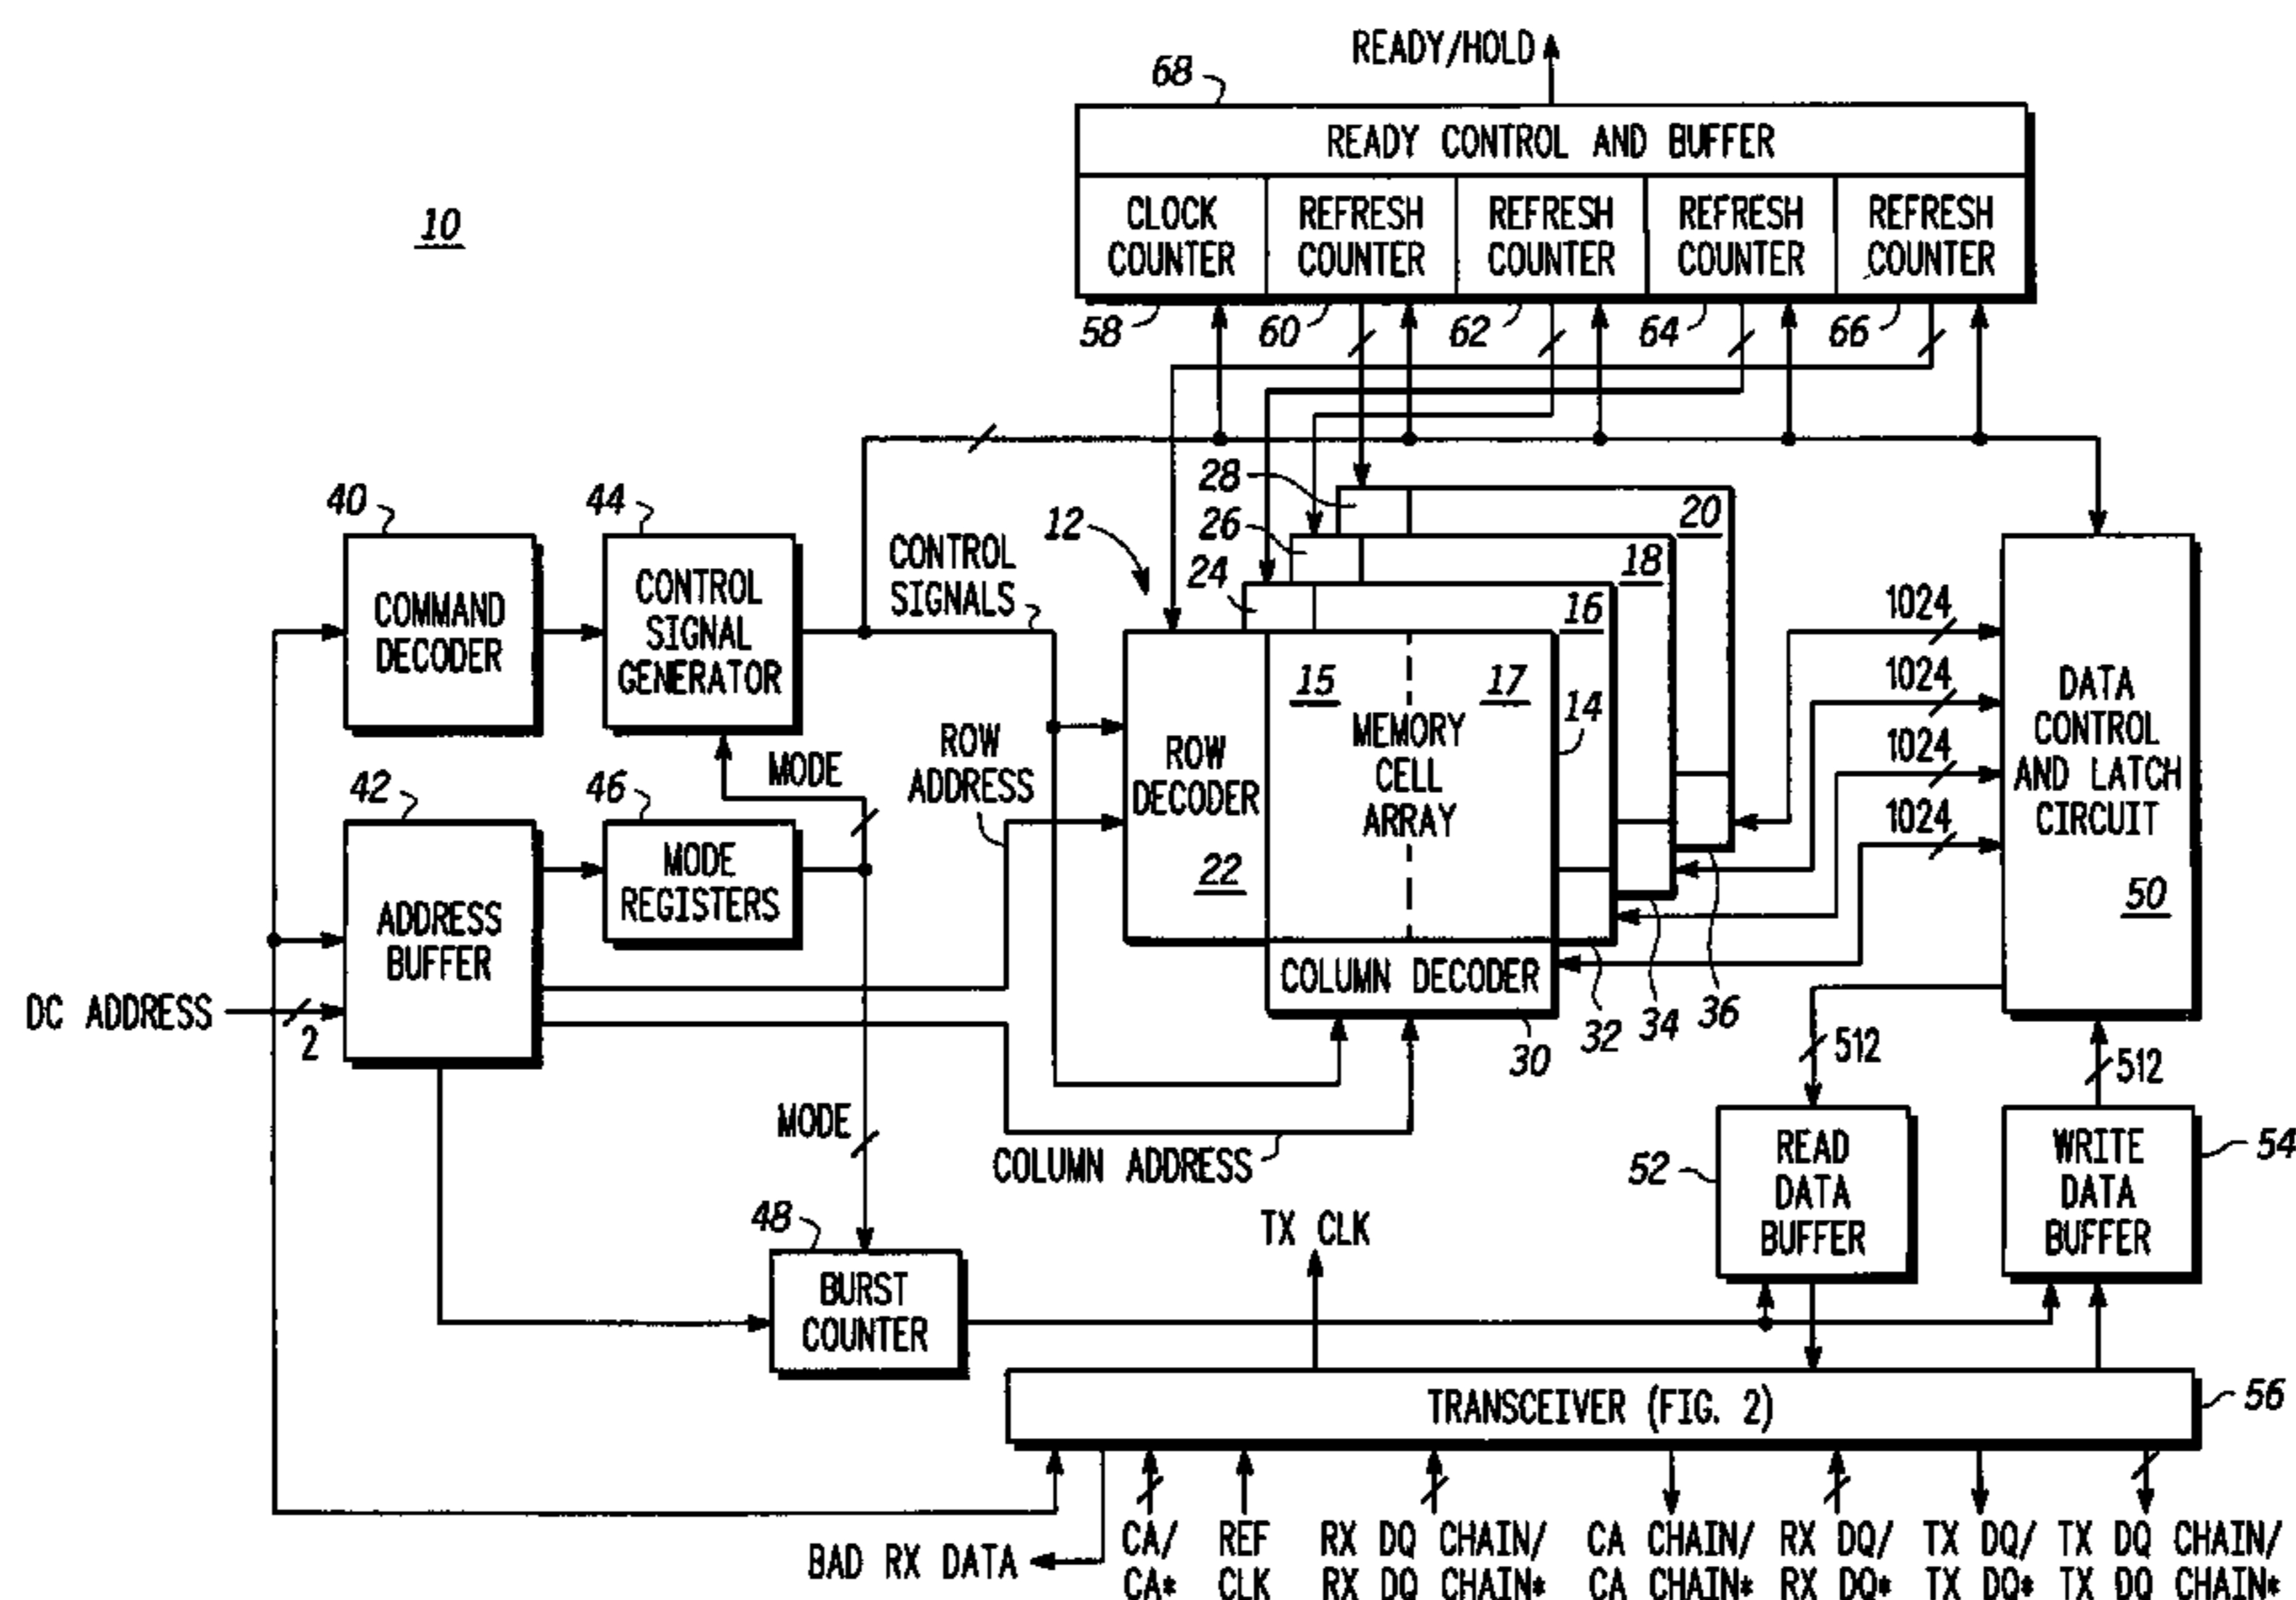 READY/HOLD
68
READY CONTROL AND BUFFER
CLOCK
COUNTER
REFRESH
COUNTER
REFRESH
COUNTER
REFRESH
COUNTER
REFRESH
COUNTER
10
58
60
62
64
66
28
20
26
12
18
24
16
40
44
CONTROL
SIGNALS
COMMAND
DECODER
CONTROL
SIGNAL
GENERATOR
15
17
14
MEMORY
CELL
ARRAY
ROW
DECODER
22
ROW
ADDRESS
MODE
42
46
ADDRESS
BUFFER
MODE
REGISTERS
1024
1024
1024
1024
DATA
CONTROL
AND LATCH
CIRCUIT
50
COLUMN DECODER
DC ADDRESS
2
30
32
34
36
512
512
MODE
COLUMN ADDRESS
52
READ
DATA
BUFFER
WRITE
DATA
BUFFER
54
48
BURST
COUNTER
TX CLK
TRANSCEIVER (FIG. 2)
56
BAD RX DATA
CA/
CA*
REF
CLK
RX DQ CHAIN/
RX DQ CHAIN*
CA CHAIN/
CA CHAIN*
RX DQ/
RX DQ*
TX DQ/
TX DQ*
TX DQ CHAIN/
TX DQ CHAIN*